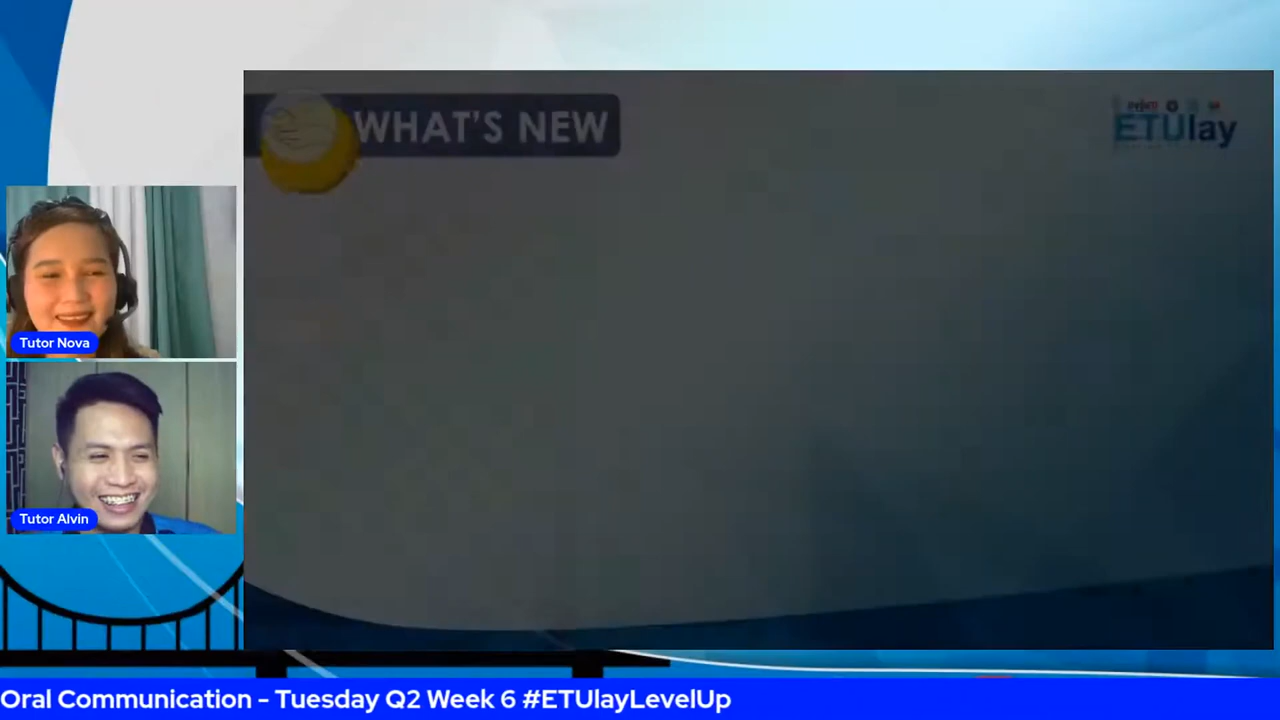 WHAT'S NEW
ETUlay
Tutor Nova
Tutor Alvin
Oral Communication - Tuesday Q2 Week 6 #ETUlayLevelUp